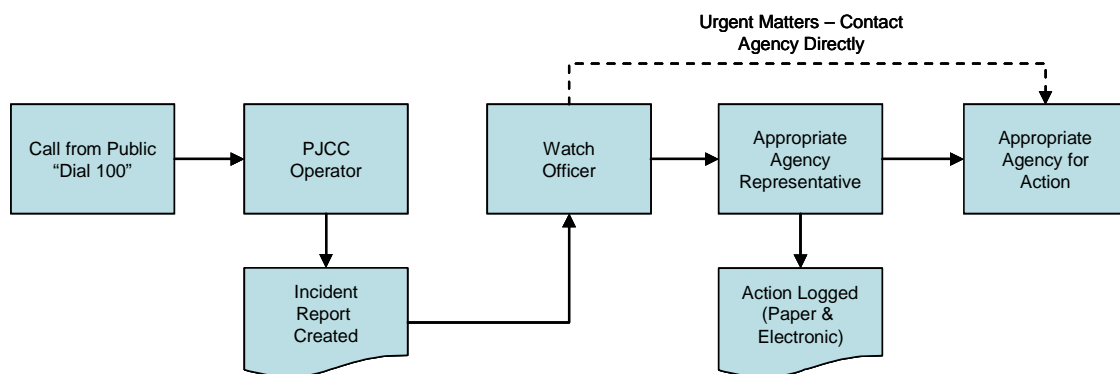 Urgent Matters – Contact
Agency Directly
Call from Public
“Dial 100”
PJCC
Operator
Watch
Officer
Appropriate
Agency
Representative
Appropriate
Agency for
Action
Incident
Report
Created
Action Logged
(Paper &
Electronic)